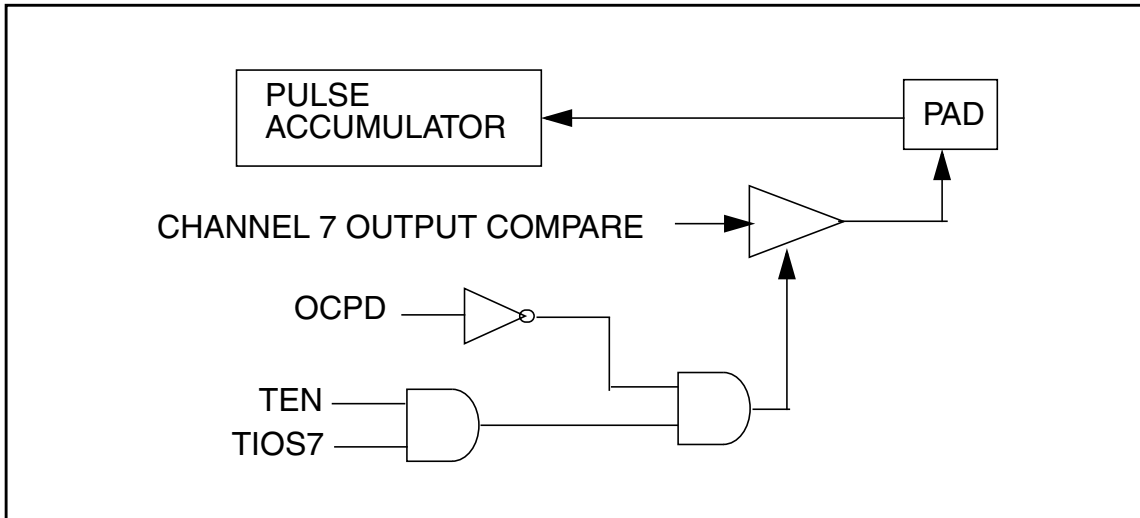 PULSE
ACCUMULATOR
PAD
CHANNEL 7 OUTPUT COMPARE
OCPD
TEN
TIOS7